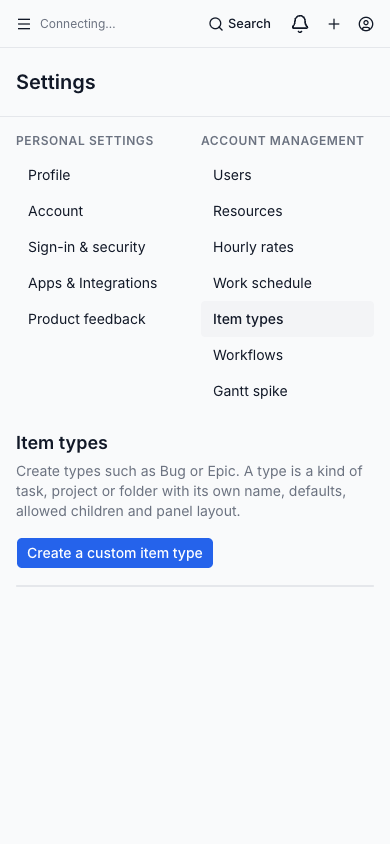 Connecting...
Search
Settings
PERSONAL SETTINGS
Profile
Account
Sign-in & security
Apps & Integrations
Product feedback
ACCOUNT MANAGEMENT
Users
Resources
Hourly rates
Work schedule
Item types
Workflows
Gantt spike
Item types
Create types such as Bug or Epic. A type is a kind of
task, project or folder with its own name, defaults,
allowed children and panel layout.
Create a custom item type